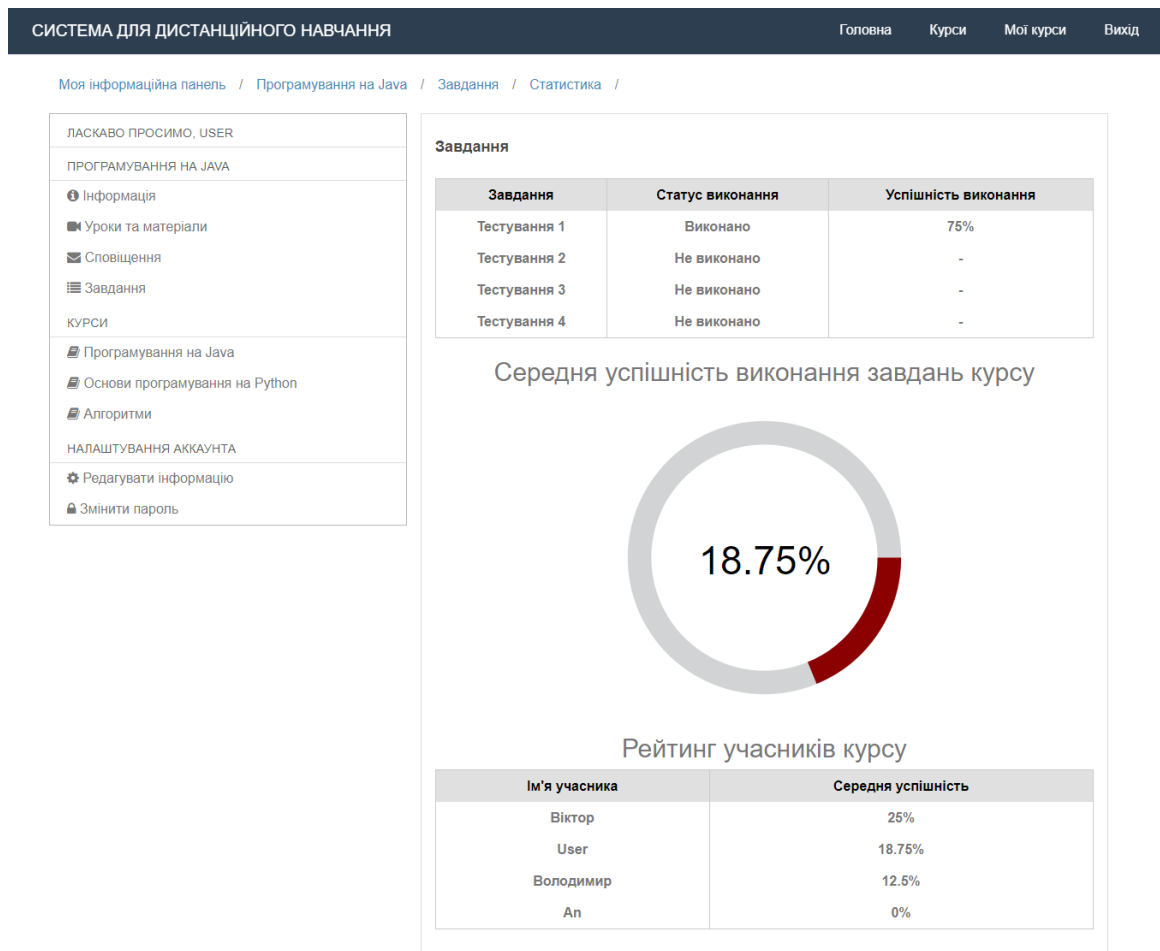 СИСТЕМА ДЛЯ ДИСТАНЦІЙНОГО НАВЧАННЯ Головна Курси Мої курси Вихід
Моя інформаційна панель / Програмування на Java / Завдання / Статистика /
ЛАСКАВО ПРОСИМО, USER
ПРОГРАМУВАННЯ НА JAVA
Інформація
Уроки та матеріали
Сповіщення
Завдання
КУРСИ
Програмування на Java
Основи програмування на Python
Алгоритми
НАЛАШТУВАННЯ АККАУНТА
Редагувати інформацію
Змінити пароль
Завдання
Завдання Статус виконання Успішність виконання
Тестування 1 Виконано 75%
Тестування 2 Не виконано -
Тестування 3 Не виконано -
Тестування 4 Не виконано -
Середня успішність виконання завдань курсу
18.75%
Рейтинг учасників курсу
Ім'я учасника Середня успішність
Віктор 25%
User 18.75%
Володимир 12.5%
An 0%